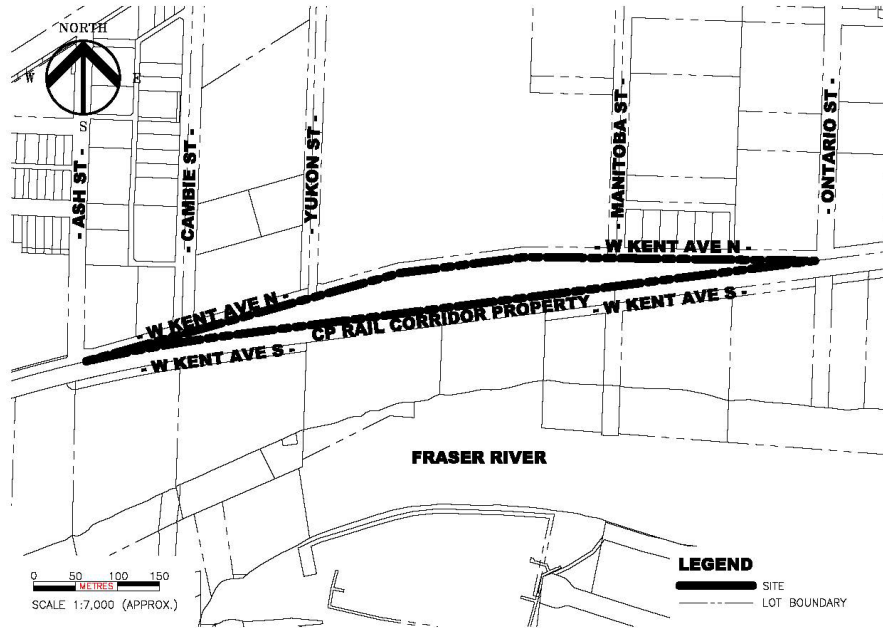 NORTH
W
E
S
- ASH ST -
- CAMBIE ST -
- YUKON ST -
- MANITOBA ST -
- ONTARIO ST -
- W KENT AVE N -
- W KENT AVE N -
CP RAIL CORRIDOR PROPERTY
- W KENT AVE S -
- W KENT AVE S -
FRASER RIVER
0 50 100 150
METRES
SCALE 1:7,000 (APPROX.)
LEGEND
SITE
LOT BOUNDARY